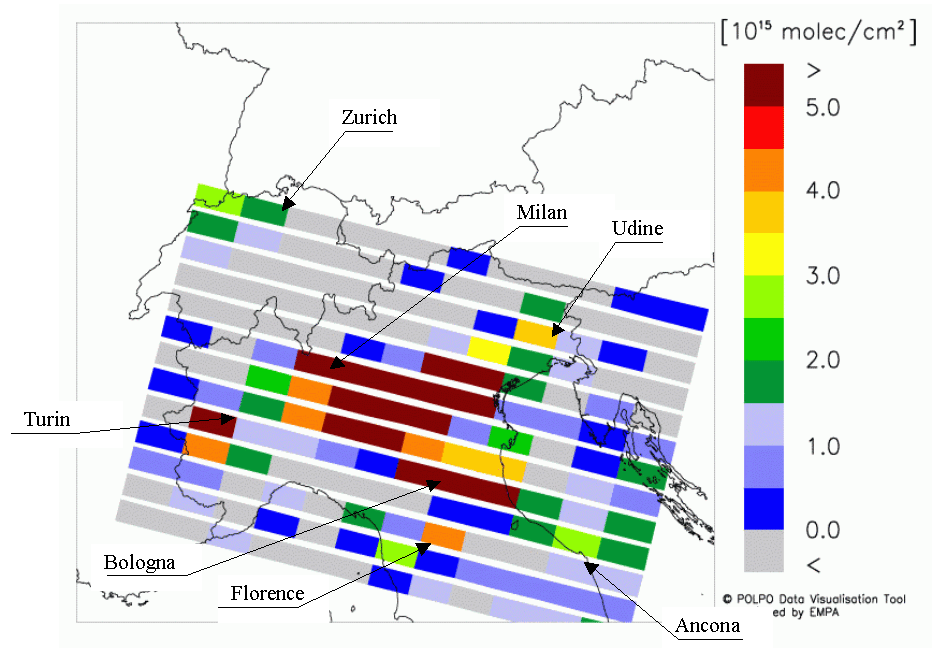 [10¹⁵ molec/cm²]
>
5.0
4.0
3.0
2.0
1.0
0.0
<
Zurich
Milan
Udine
Turin
Bologna
Florence
Ancona
© POLPO Data Visualisation Tool
ed by EMPA